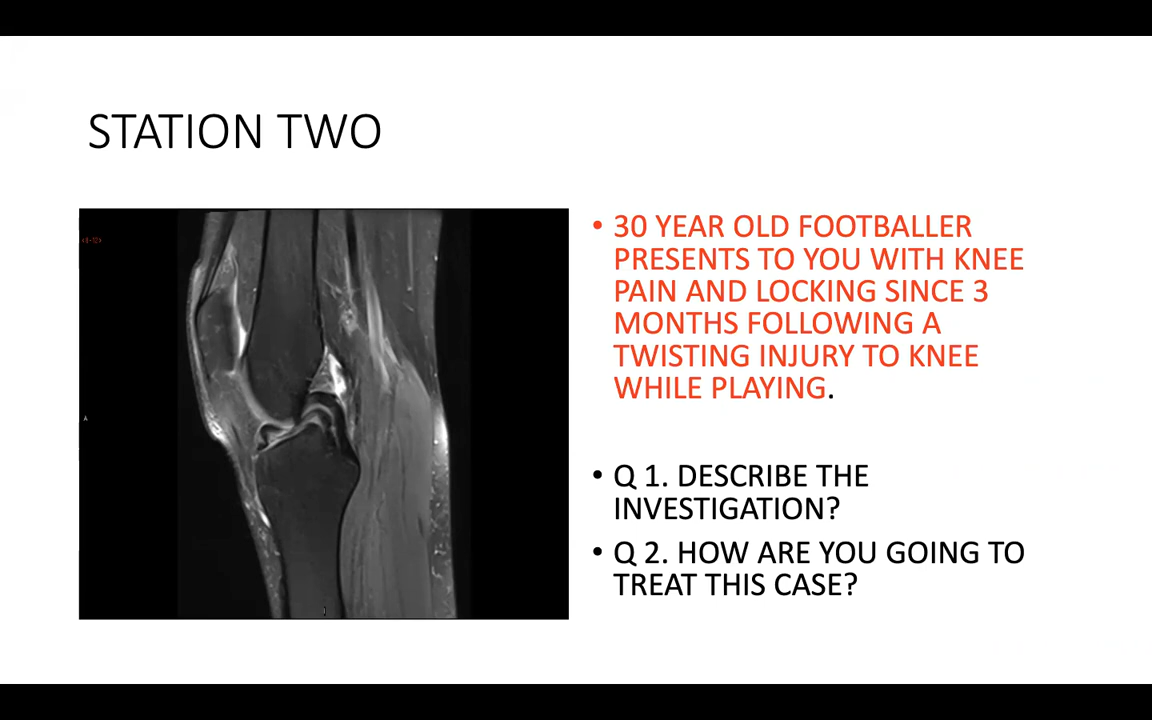 STATION TWO
• 30 YEAR OLD FOOTBALLER
PRESENTS TO YOU WITH KNEE
PAIN AND LOCKING SINCE 3
MONTHS FOLLOWING A
TWISTING INJURY TO KNEE
WHILE PLAYING.
• Q 1. DESCRIBE THE
INVESTIGATION?
• Q 2. HOW ARE YOU GOING TO
TREAT THIS CASE?
A